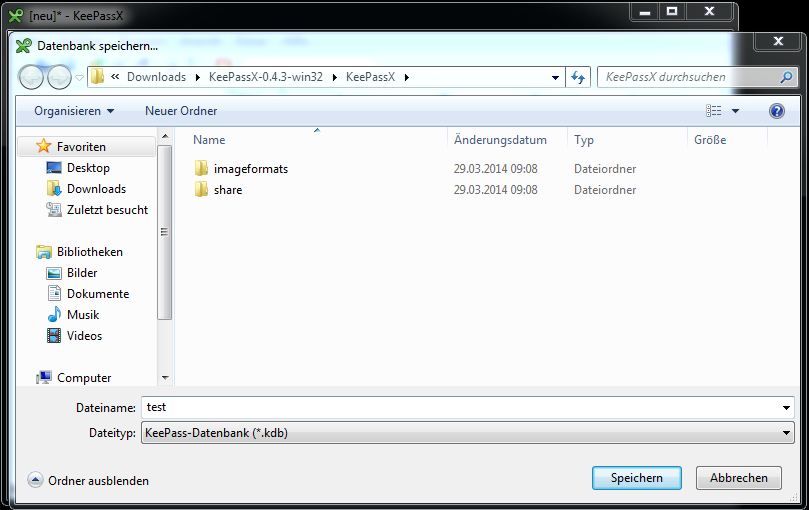 [neu]* - KeePassX
Datenbank speichern...
« Downloads KeePassX-0.4.3-win32 KeePassX
KeePassX durchsuchen
Organisieren Neuer Ordner
Name Änderungsdatum Typ Größe
Favoriten
Desktop
Downloads
Zuletzt besucht
Bibliotheken
Bilder
Dokumente
Musik
Videos
Computer
imageformats 29.03.2014 09:08 Dateiordner
share 29.03.2014 09:08 Dateiordner
Dateiname: test
Dateityp: KeePass-Datenbank (*.kdb)
Ordner ausblenden
Speichern
Abbrechen